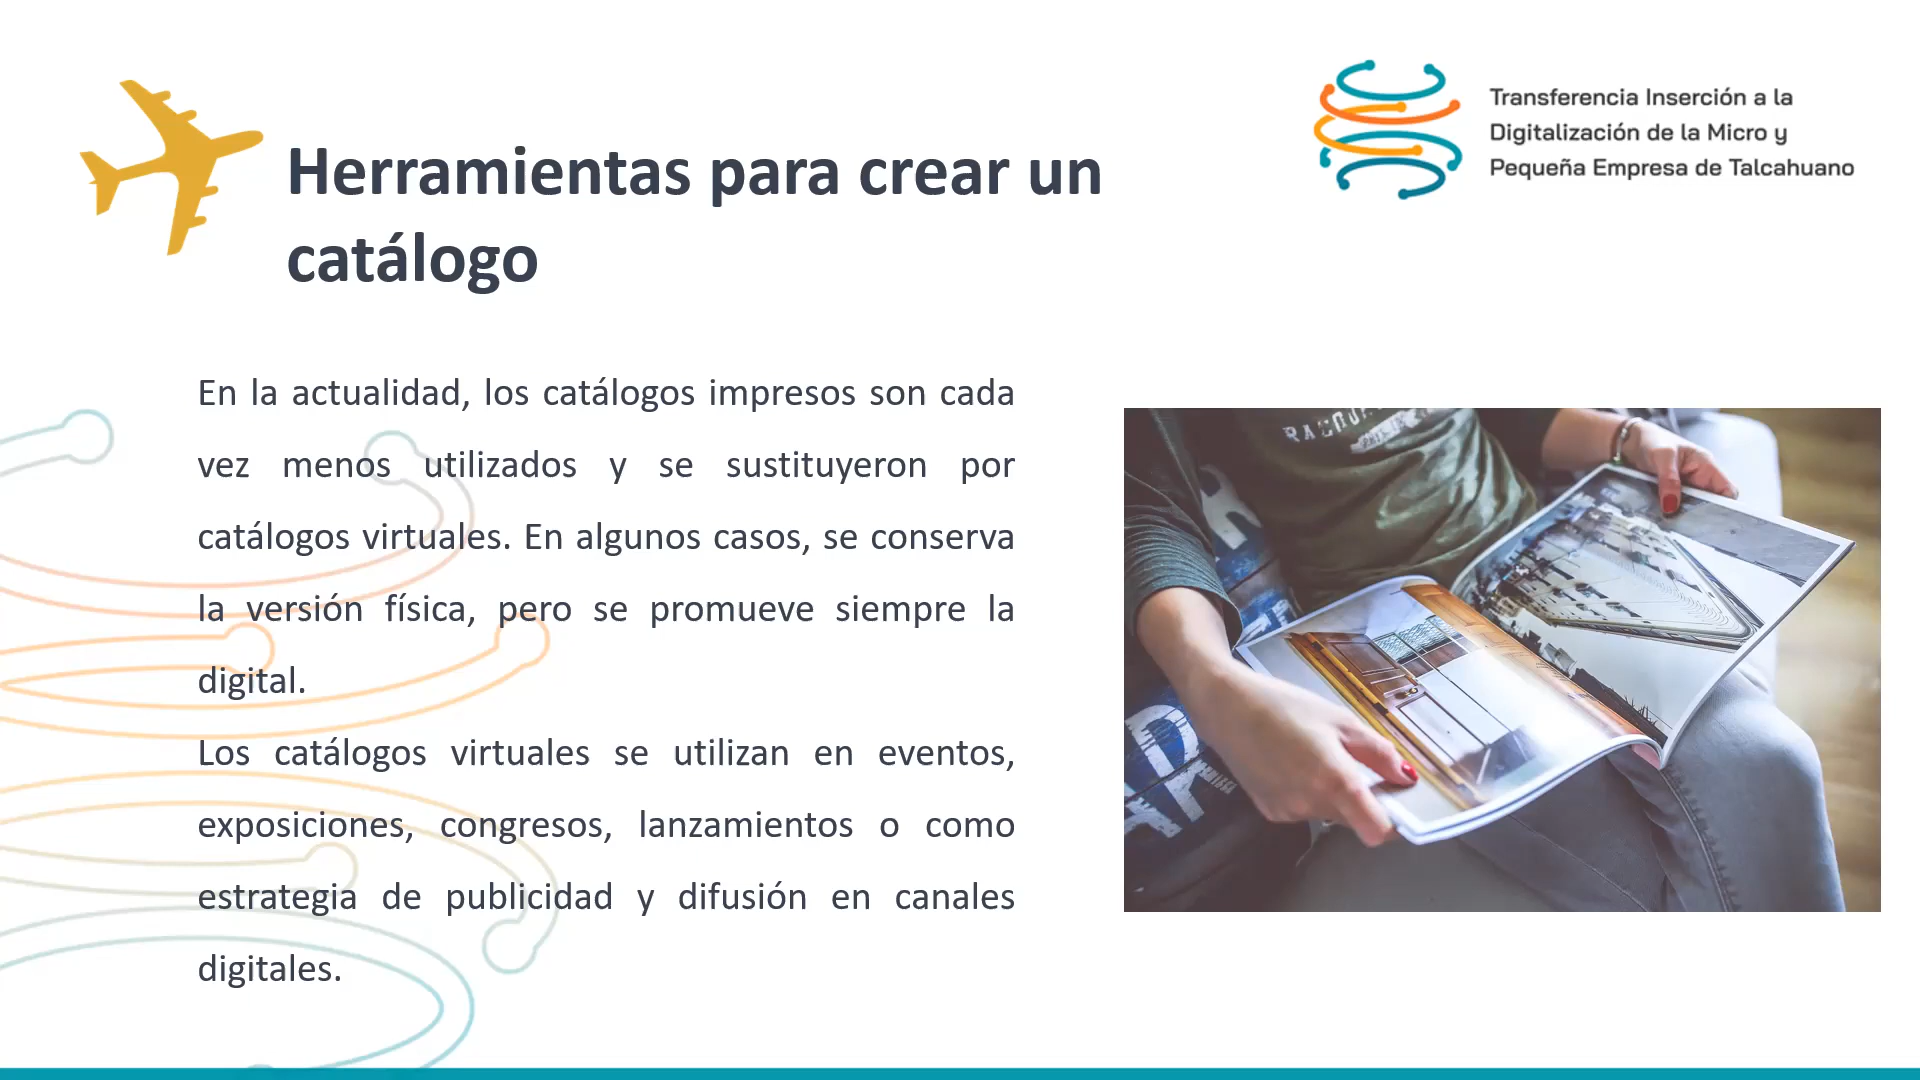 Transferencia Inserción a la
Digitalización de la Micro y
Pequeña Empresa de Talcahuano
Herramientas para crear un
catálogo
En la actualidad, los catálogos impresos son cada
vez menos utilizados y se sustituyeron por
catálogos virtuales. En algunos casos, se conserva
la versión física, pero se promueve siempre la
digital.
Los catálogos virtuales se utilizan en eventos,
exposiciones, congresos, lanzamientos o como
estrategia de publicidad y difusión en canales
digitales.